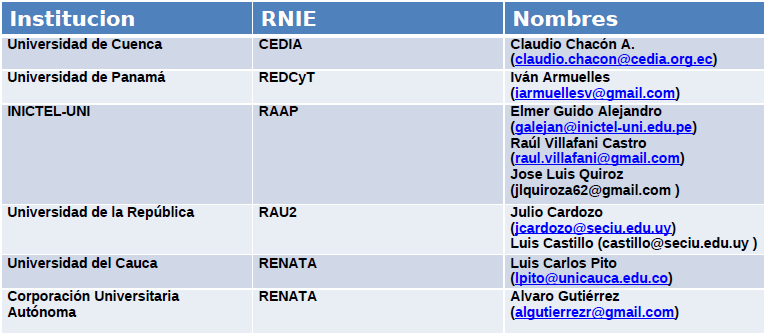 Institucion RNIE Nombres
Universidad de Cuenca CEDIA Claudio Chacón A.
(claudio.chacon@cedia.org.ec)
Universidad de Panamá REDCyT Iván Armuelles
(iarmuellesv@gmail.com)
INICTEL-UNI RAAP Elmer Guido Alejandro
(galejan@inictel-uni.edu.pe)
Raúl Villafani Castro
(raul.villafani@gmail.com)
Jose Luis Quiroz
(jlquiroza62@gmail.com )
Universidad de la República RAU2 Julio Cardozo
(jcardozo@seciu.edu.uy)
Luis Castillo (castillo@seciu.edu.uy )
Universidad del Cauca RENATA Luis Carlos Pito
(lpito@unicauca.edu.co)
Corporación Universitaria RENATA Alvaro Gutiérrez
Autónoma (algutierrezr@gmail.com)